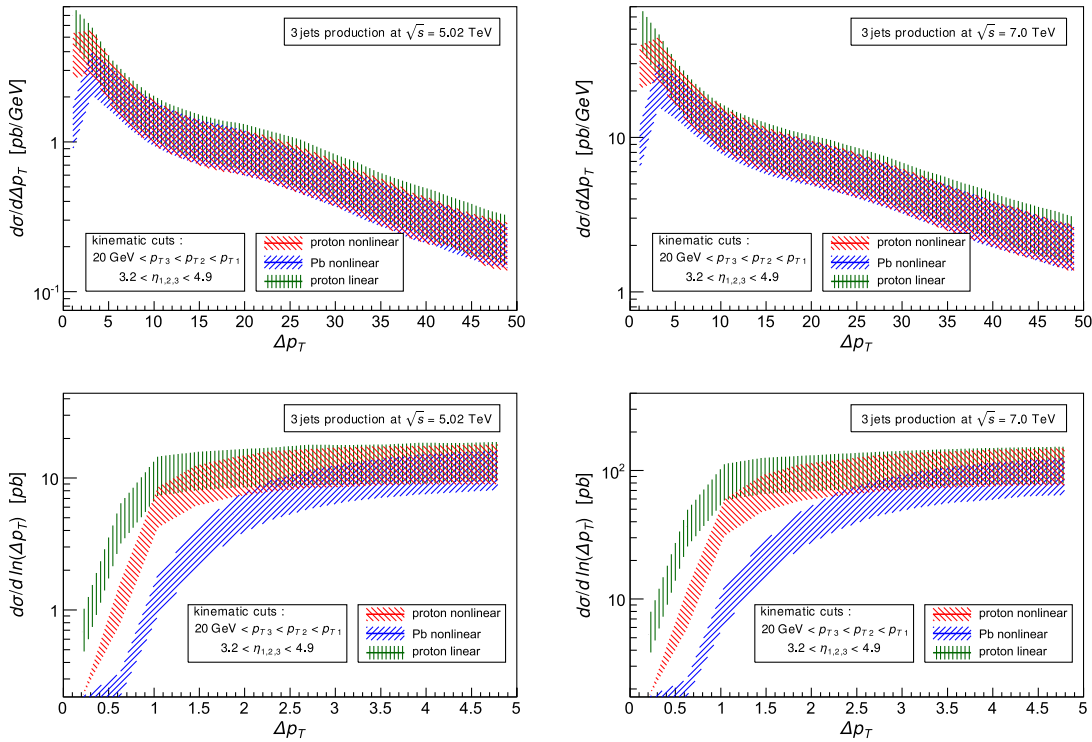 3 jets production at √s = 5.02 TeV
dσ/dΔp_T [pb/GeV]
1
10⁻¹
kinematic cuts :
20 GeV < p_T3 < p_T2 < p_T1
3.2 < η_1,2,3 < 4.9
proton nonlinear
Pb nonlinear
proton linear
0 5 10 15 20 25 30 35 40 45 50
Δp_T
3 jets production at √s = 7.0 TeV
dσ/dΔp_T [pb/GeV]
10
1
kinematic cuts :
20 GeV < p_T3 < p_T2 < p_T1
3.2 < η_1,2,3 < 4.9
proton nonlinear
Pb nonlinear
proton linear
0 5 10 15 20 25 30 35 40 45 50
Δp_T
3 jets production at √s = 5.02 TeV
dσ/d ln(Δp_T) [pb]
10
1
kinematic cuts :
20 GeV < p_T3 < p_T2 < p_T1
3.2 < η_1,2,3 < 4.9
proton nonlinear
Pb nonlinear
proton linear
0 0.5 1 1.5 2 2.5 3 3.5 4 4.5 5
Δp_T
3 jets production at √s = 7.0 TeV
dσ/d ln(Δp_T) [pb]
10²
10
kinematic cuts :
20 GeV < p_T3 < p_T2 < p_T1
3.2 < η_1,2,3 < 4.9
proton nonlinear
Pb nonlinear
proton linear
0 0.5 1 1.5 2 2.5 3 3.5 4 4.5 5
Δp_T